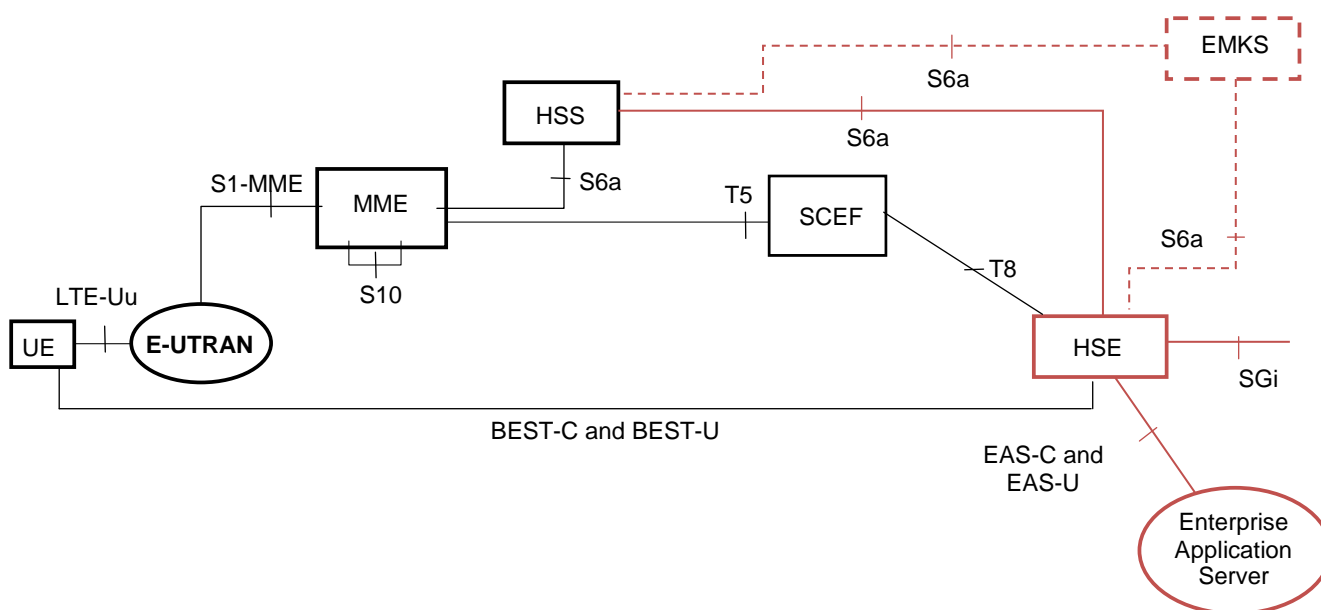 EMKS
S6a
HSS
S6a
S6a
S1-MME
MME
T5
SCEF
S6a
T8
S10
LTE-Uu
UE
E-UTRAN
HSE
SGi
BEST-C and BEST-U
EAS-C and
EAS-U
Enterprise
Application
Server